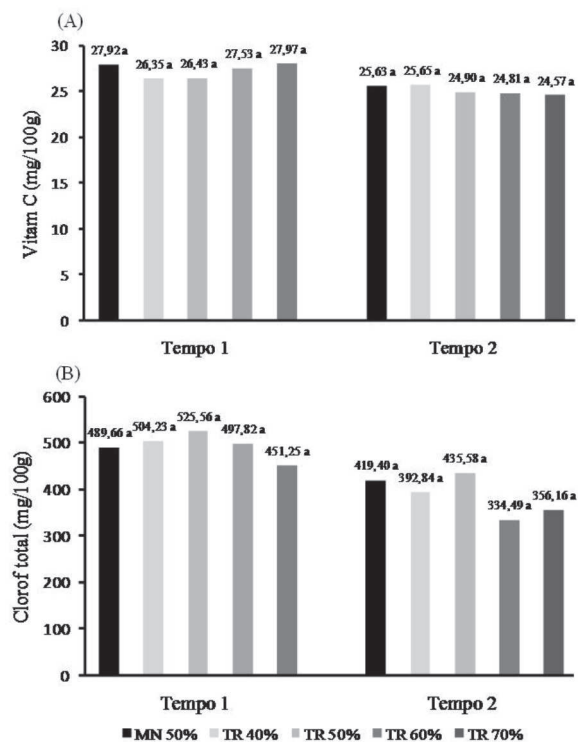 (A)
Vitam C (mg/100g)
30
25
20
15
10
5
0
27,92 a 26,35 a 26,43 a 27,53 a 27,97 a
25,63 a 25,65 a 24,90 a 24,81 a 24,57 a
Tempo 1 Tempo 2
(B)
Clorof total (mg/100g)
600
500
400
300
200
100
0
489,66 a 504,23 a 525,56 a 497,82 a 451,25 a
419,40 a 392,84 a 435,58 a 334,49 a 356,16 a
Tempo 1 Tempo 2
MN 50% TR 40% TR 50% TR 60% TR 70%